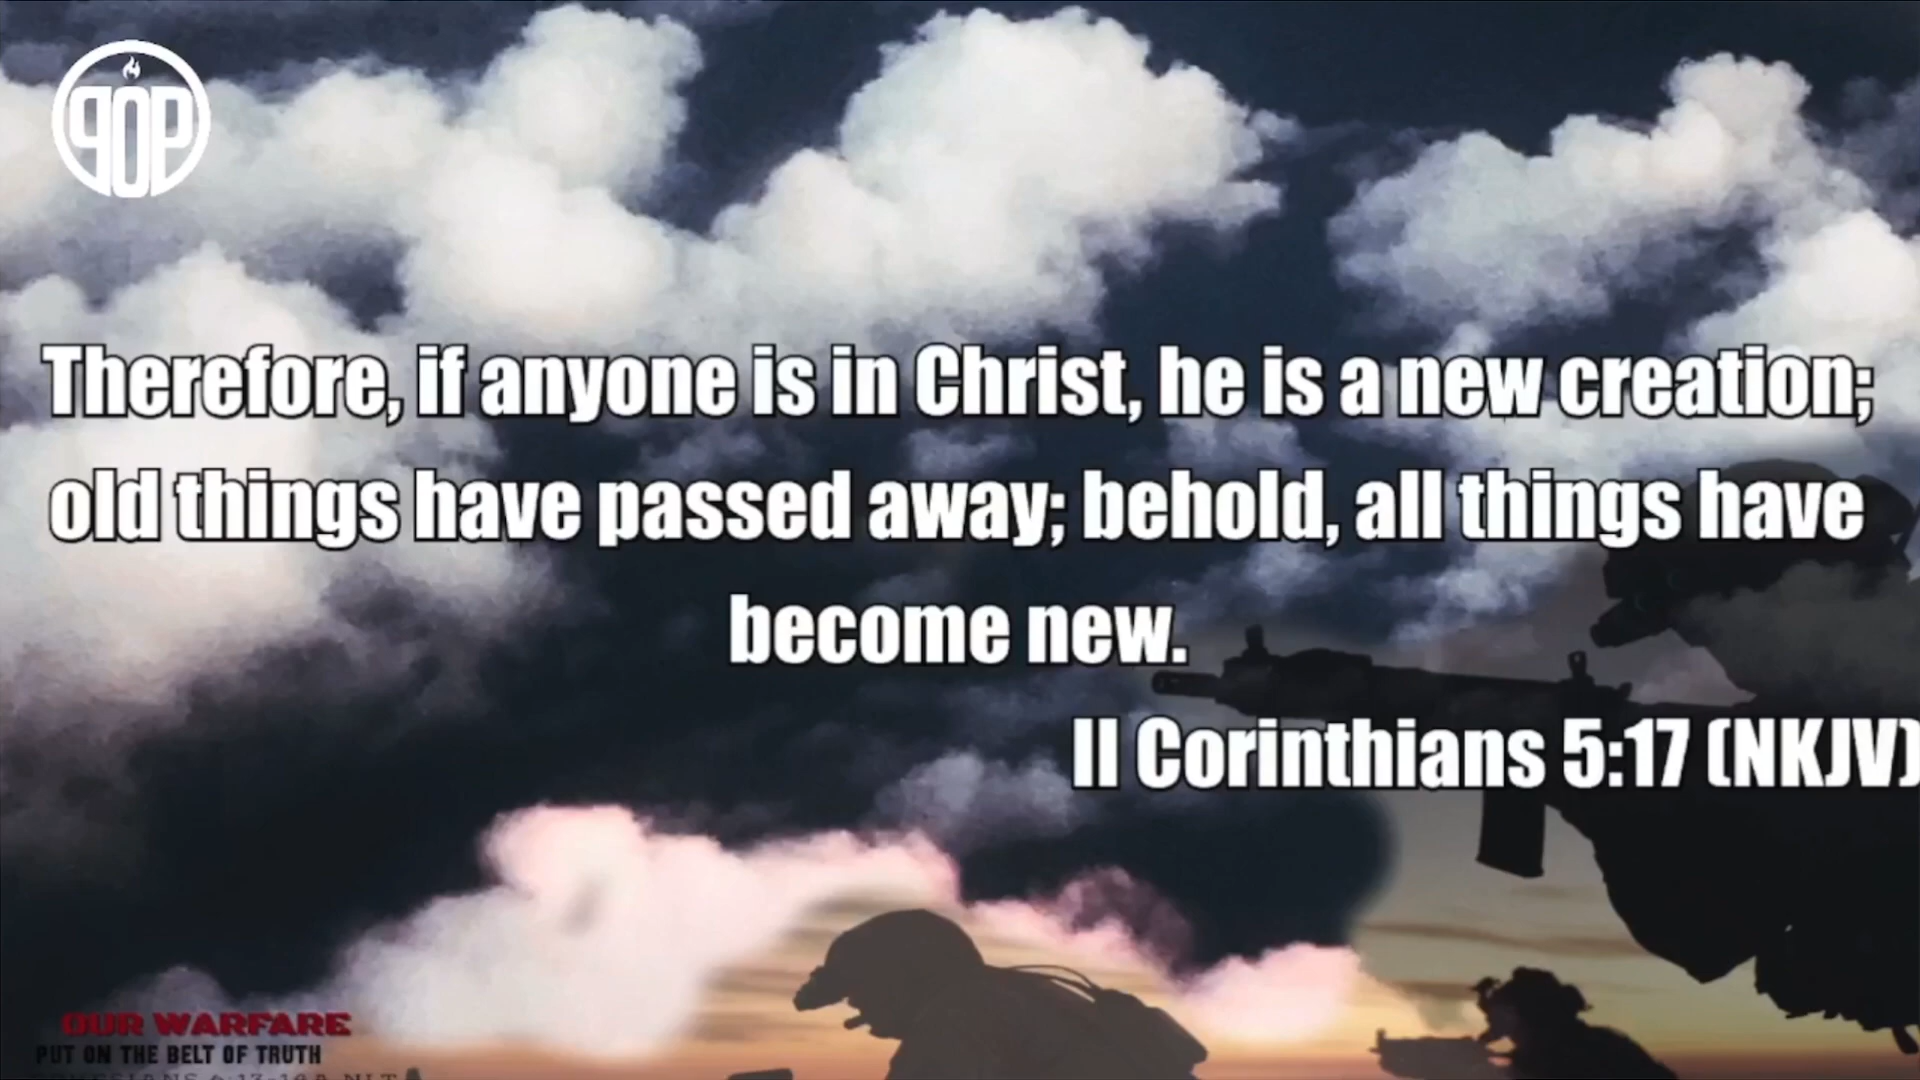 POP
Therefore, if anyone is in Christ, he is a new creation;
old things have passed away; behold, all things have
become new.
II Corinthians 5:17 (NKJV)
OUR WARFARE
PUT ON THE BELT OF TRUTH